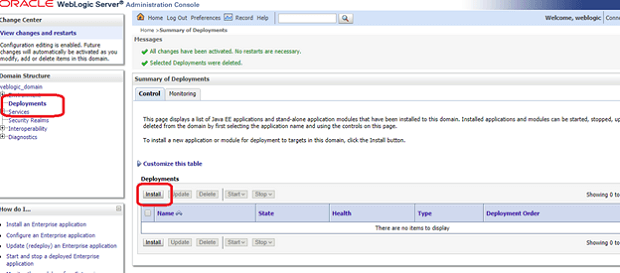 ORACLE WebLogic Server® Administration Console
Change Center
View changes and restarts
Configuration editing is enabled. Future
changes will automatically be activated as you
modify, add or delete items in this domain.
Domain Structure
weblogic_domain
Deployments
Services
Security Realms
Interoperability
Diagnostics
How do I...
Install an Enterprise application
Configure an Enterprise application
Update (redeploy) an Enterprise application
Start and stop a deployed Enterprise
application
Home Log Out Preferences Record Help
Welcome, weblogic
Home >Summary of Deployments
Messages
All changes have been activated. No restarts are necessary.
Selected Deployments were deleted.
Summary of Deployments
Control Monitoring
This page displays a list of Java EE applications and stand-alone application modules that have been installed to this domain. Installed applications and modules can be started, stopped, up
deleted from the domain by first selecting the application name and using the controls on this page.
To install a new application or module for deployment to targets in this domain, click the Install button.
Customize this table
Deployments
Install Update Delete Start Stop
Showing 0 to
Name State Health Type Deployment Order
There are no items to display
Install Update Delete Start Stop
Showing 0 to